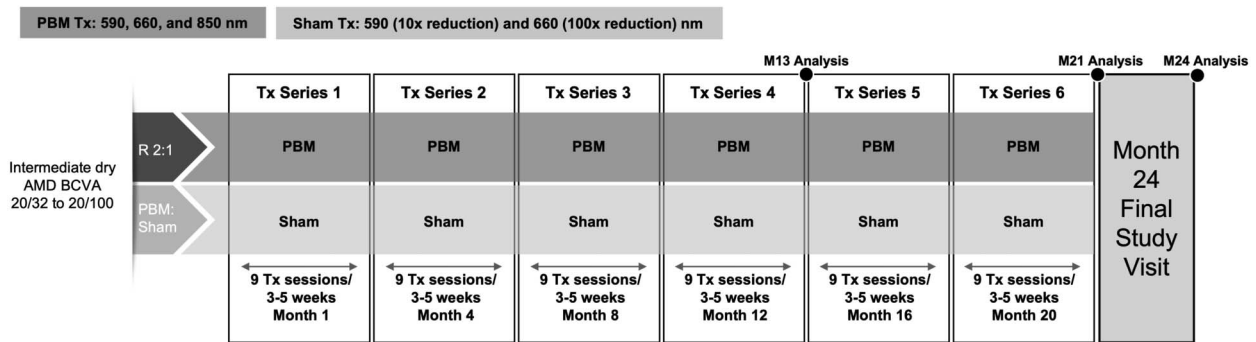 PBM Tx: 590, 660, and 850 nm
Sham Tx: 590 (10x reduction) and 660 (100x reduction) nm
M13 Analysis
M21 Analysis
M24 Analysis
Tx Series 1
Tx Series 2
Tx Series 3
Tx Series 4
Tx Series 5
Tx Series 6
Intermediate dry
AMD BCVA
20/32 to 20/100
R 2:1
PBM:
Sham
PBM
PBM
PBM
PBM
PBM
PBM
Sham
Sham
Sham
Sham
Sham
Sham
9 Tx sessions/
3-5 weeks
Month 1
9 Tx sessions/
3-5 weeks
Month 4
9 Tx sessions/
3-5 weeks
Month 8
9 Tx sessions/
3-5 weeks
Month 12
9 Tx sessions/
3-5 weeks
Month 16
9 Tx sessions/
3-5 weeks
Month 20
Month
24
Final
Study
Visit